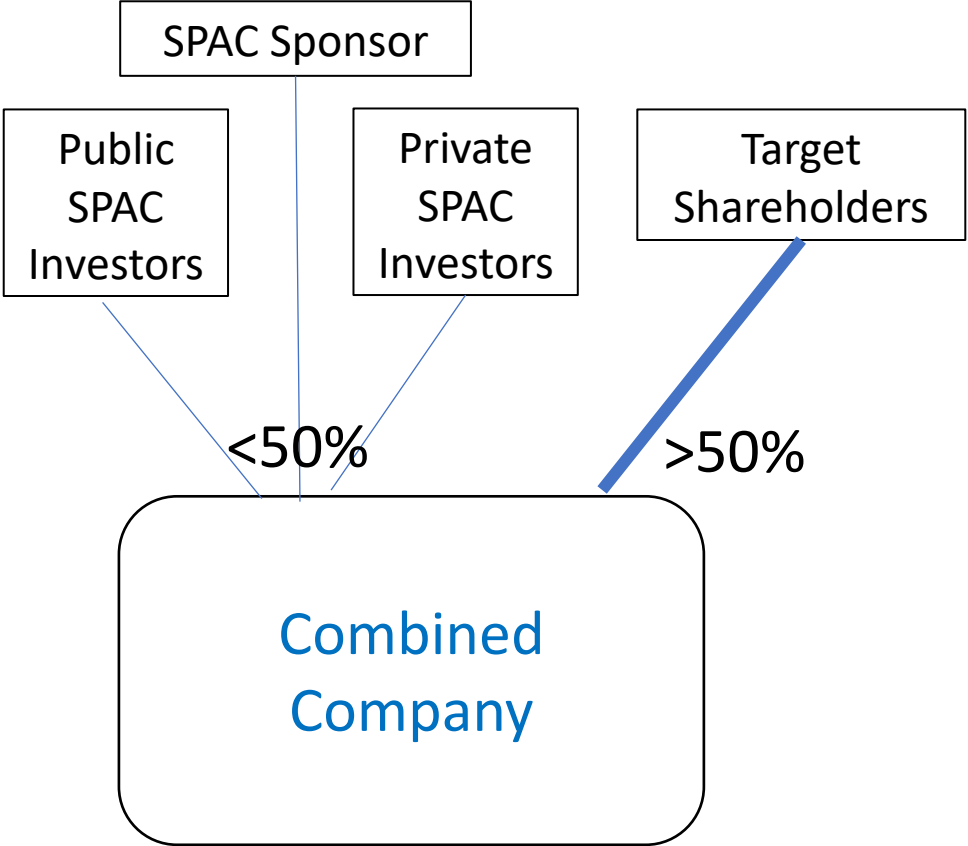 SPAC Sponsor
Public
SPAC
Investors
Private
SPAC
Investors
Target
Shareholders
<50%
>50%
Combined
Company